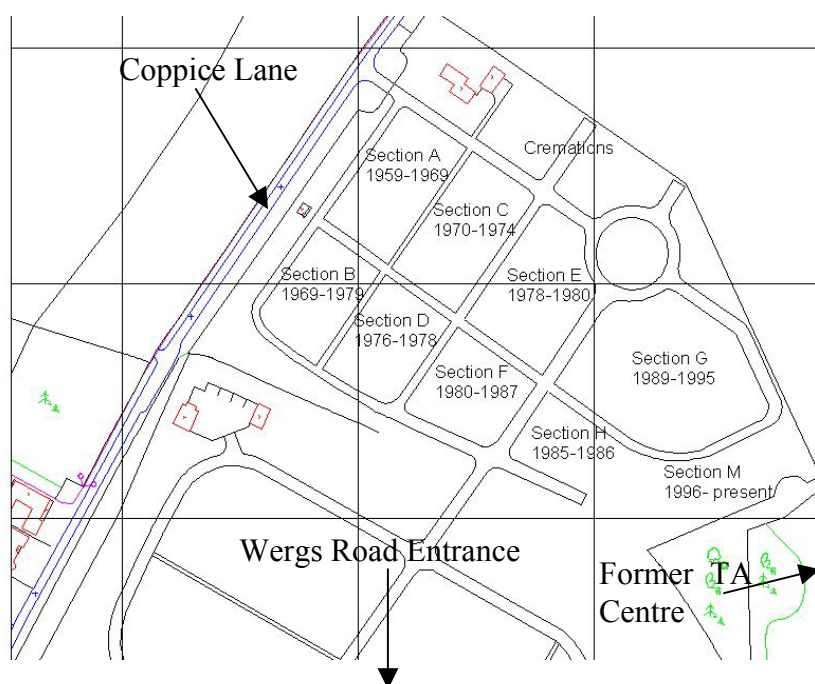 Coppice Lane
Section A
1959-1969
Cremations
Section C
1970-1974
Section B
1969-1979
Section E
1978-1980
Section D
1976-1978
Section F
1980-1987
Section G
1989-1995
Section H
1985-1986
Section M
1996- present
Wergs Road Entrance
Former TA
Centre